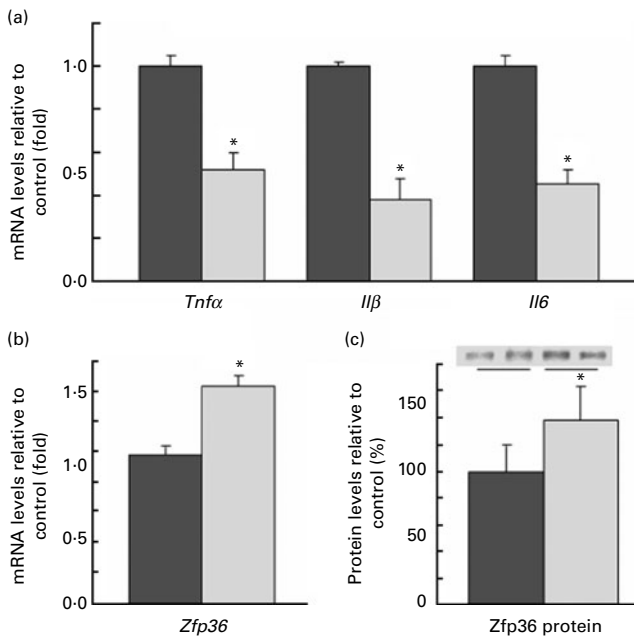 (a)
mRNA levels relative to
control (fold)
1·0
0·5
0·0
*
*
*
Tnfα
Ilβ
Il6
(b)
mRNA levels relative to
control (fold)
1·5
1·0
0·5
0·0
*
Zfp36
(c)
Protein levels relative to
control (%)
150
100
50
0
*
Zfp36 protein